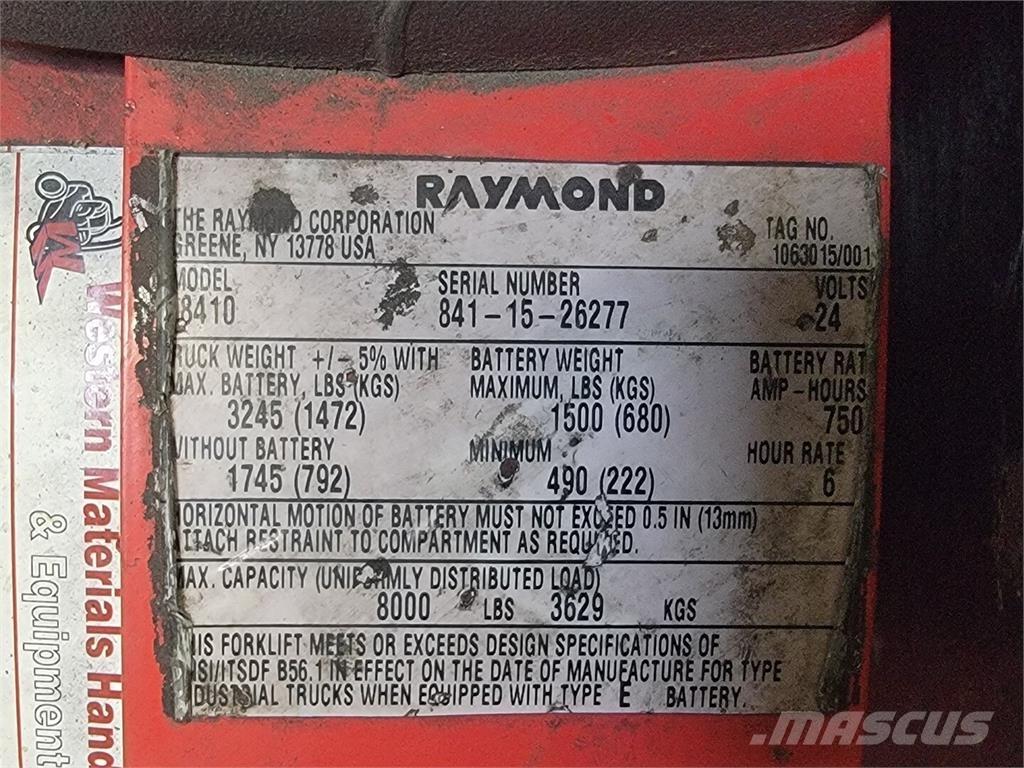 RAYMOND
THE RAYMOND CORPORATION
GREENE, NY 13778 USA
TAG NO.
1063015/001
MODEL
8410
SERIAL NUMBER
841-15-26277
VOLTS
24
TRUCK WEIGHT +/- 5% WITH
MAX. BATTERY, LBS (KGS)
3245 (1472)
BATTERY WEIGHT
MAXIMUM, LBS (KGS)
1500 (680)
BATTERY RAT
AMP-HOURS
750
WITHOUT BATTERY
1745 (792)
MINIMUM
490 (222)
HOUR RATE
6
HORIZONTAL MOTION OF BATTERY MUST NOT EXCEED 0.5 IN (13mm)
ATTACH RESTRAINT TO COMPARTMENT AS REQUIRED.
MAX. CAPACITY (UNIFORMLY DISTRIBUTED LOAD)
8000 LBS 3629 KGS
THIS FORKLIFT MEETS OR EXCEEDS DESIGN SPECIFICATIONS OF
ANSI/ITSDF B56.1 IN EFFECT ON THE DATE OF MANUFACTURE FOR TYPE
INDUSTRIAL TRUCKS WHEN EQUIPPED WITH TYPE E BATTERY.
W
Western Materials Hand
& Equipment
MASCUS